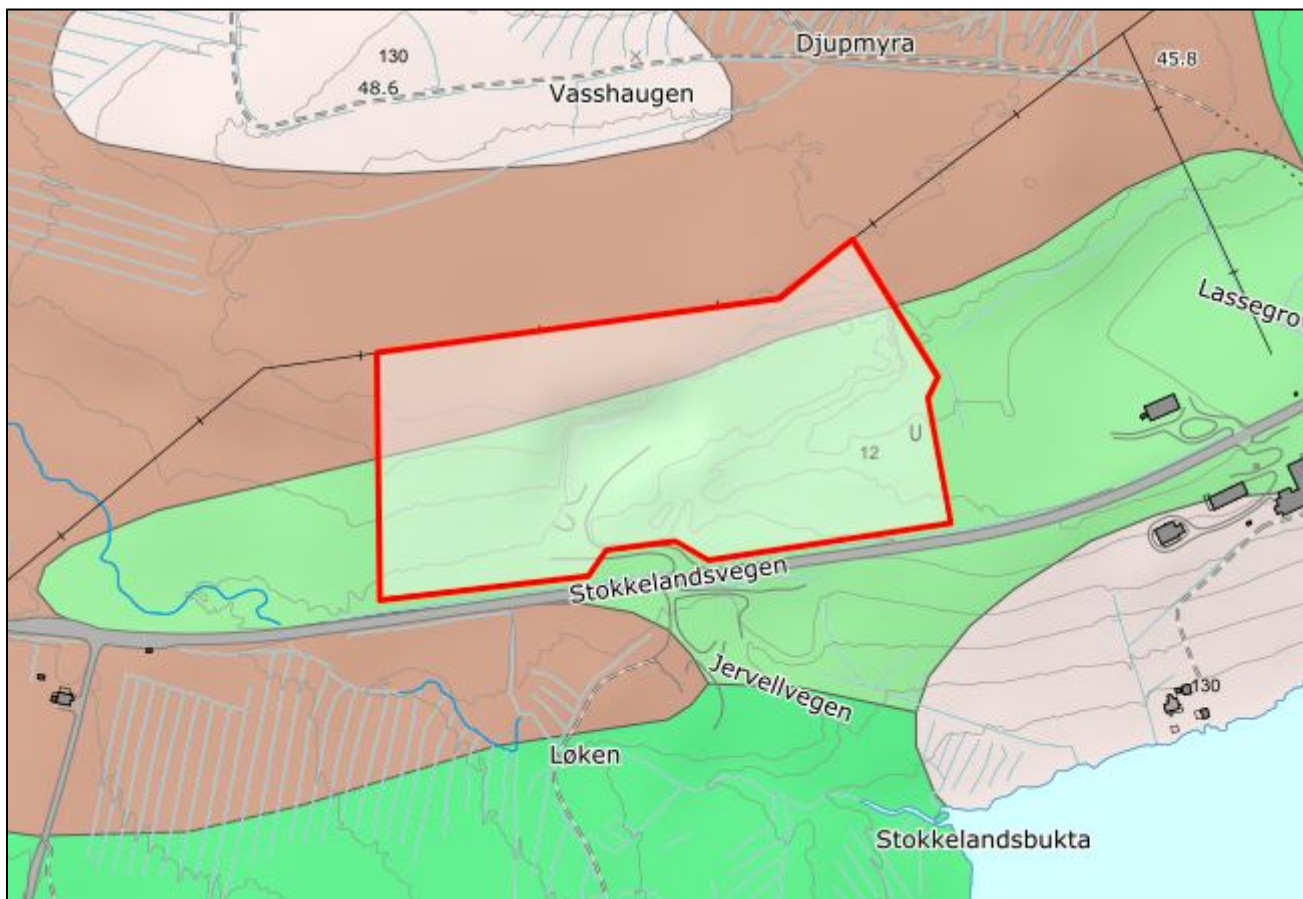 Djupmyra
130
45.8
48.6
Vasshaugen
Lassegro
U
12
Stokkelandsvegen
Jervellvegen
130
Løken
Stokkelandsbukta